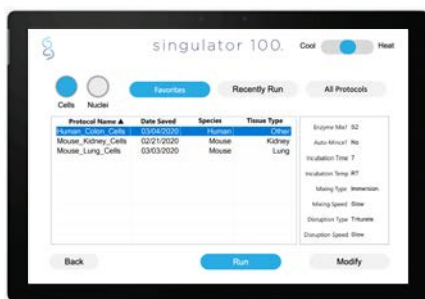 singulator 100.
Cool Heat
Cells Nuclei
Favorites
Recently Run
All Protocols
Protocol Name ▲ Date Saved Species Tissue Type
Human_Colon_Cells 03/04/2020 Human Other
Mouse_Kidney_Cells 02/21/2020 Mouse Kidney
Mouse_Lung_Cells 03/03/2020 Mouse Lung
Enzyme Mix? S2
Auto-Mince? No
Incubation Time 7
Incubation Temp RT
Mixing Type Immersion
Mixing Speed Slow
Disruption Type Triturate
Disruption Speed Slow
Back
Run
Modify